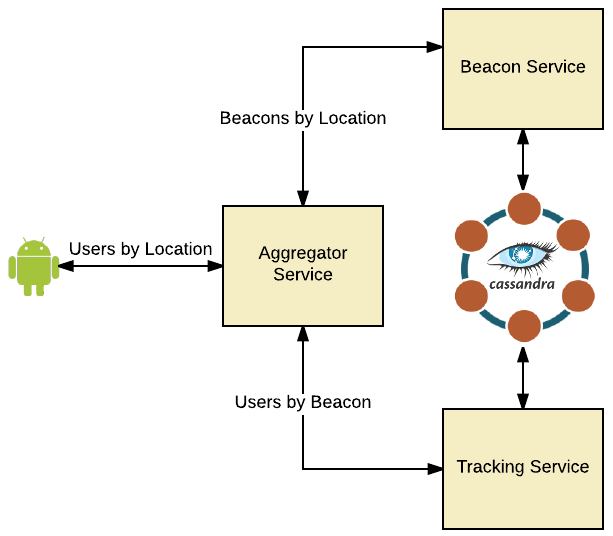 Beacon Service
Beacons by Location
Users by Location
Aggregator
Service
cassandra
Users by Beacon
Tracking Service